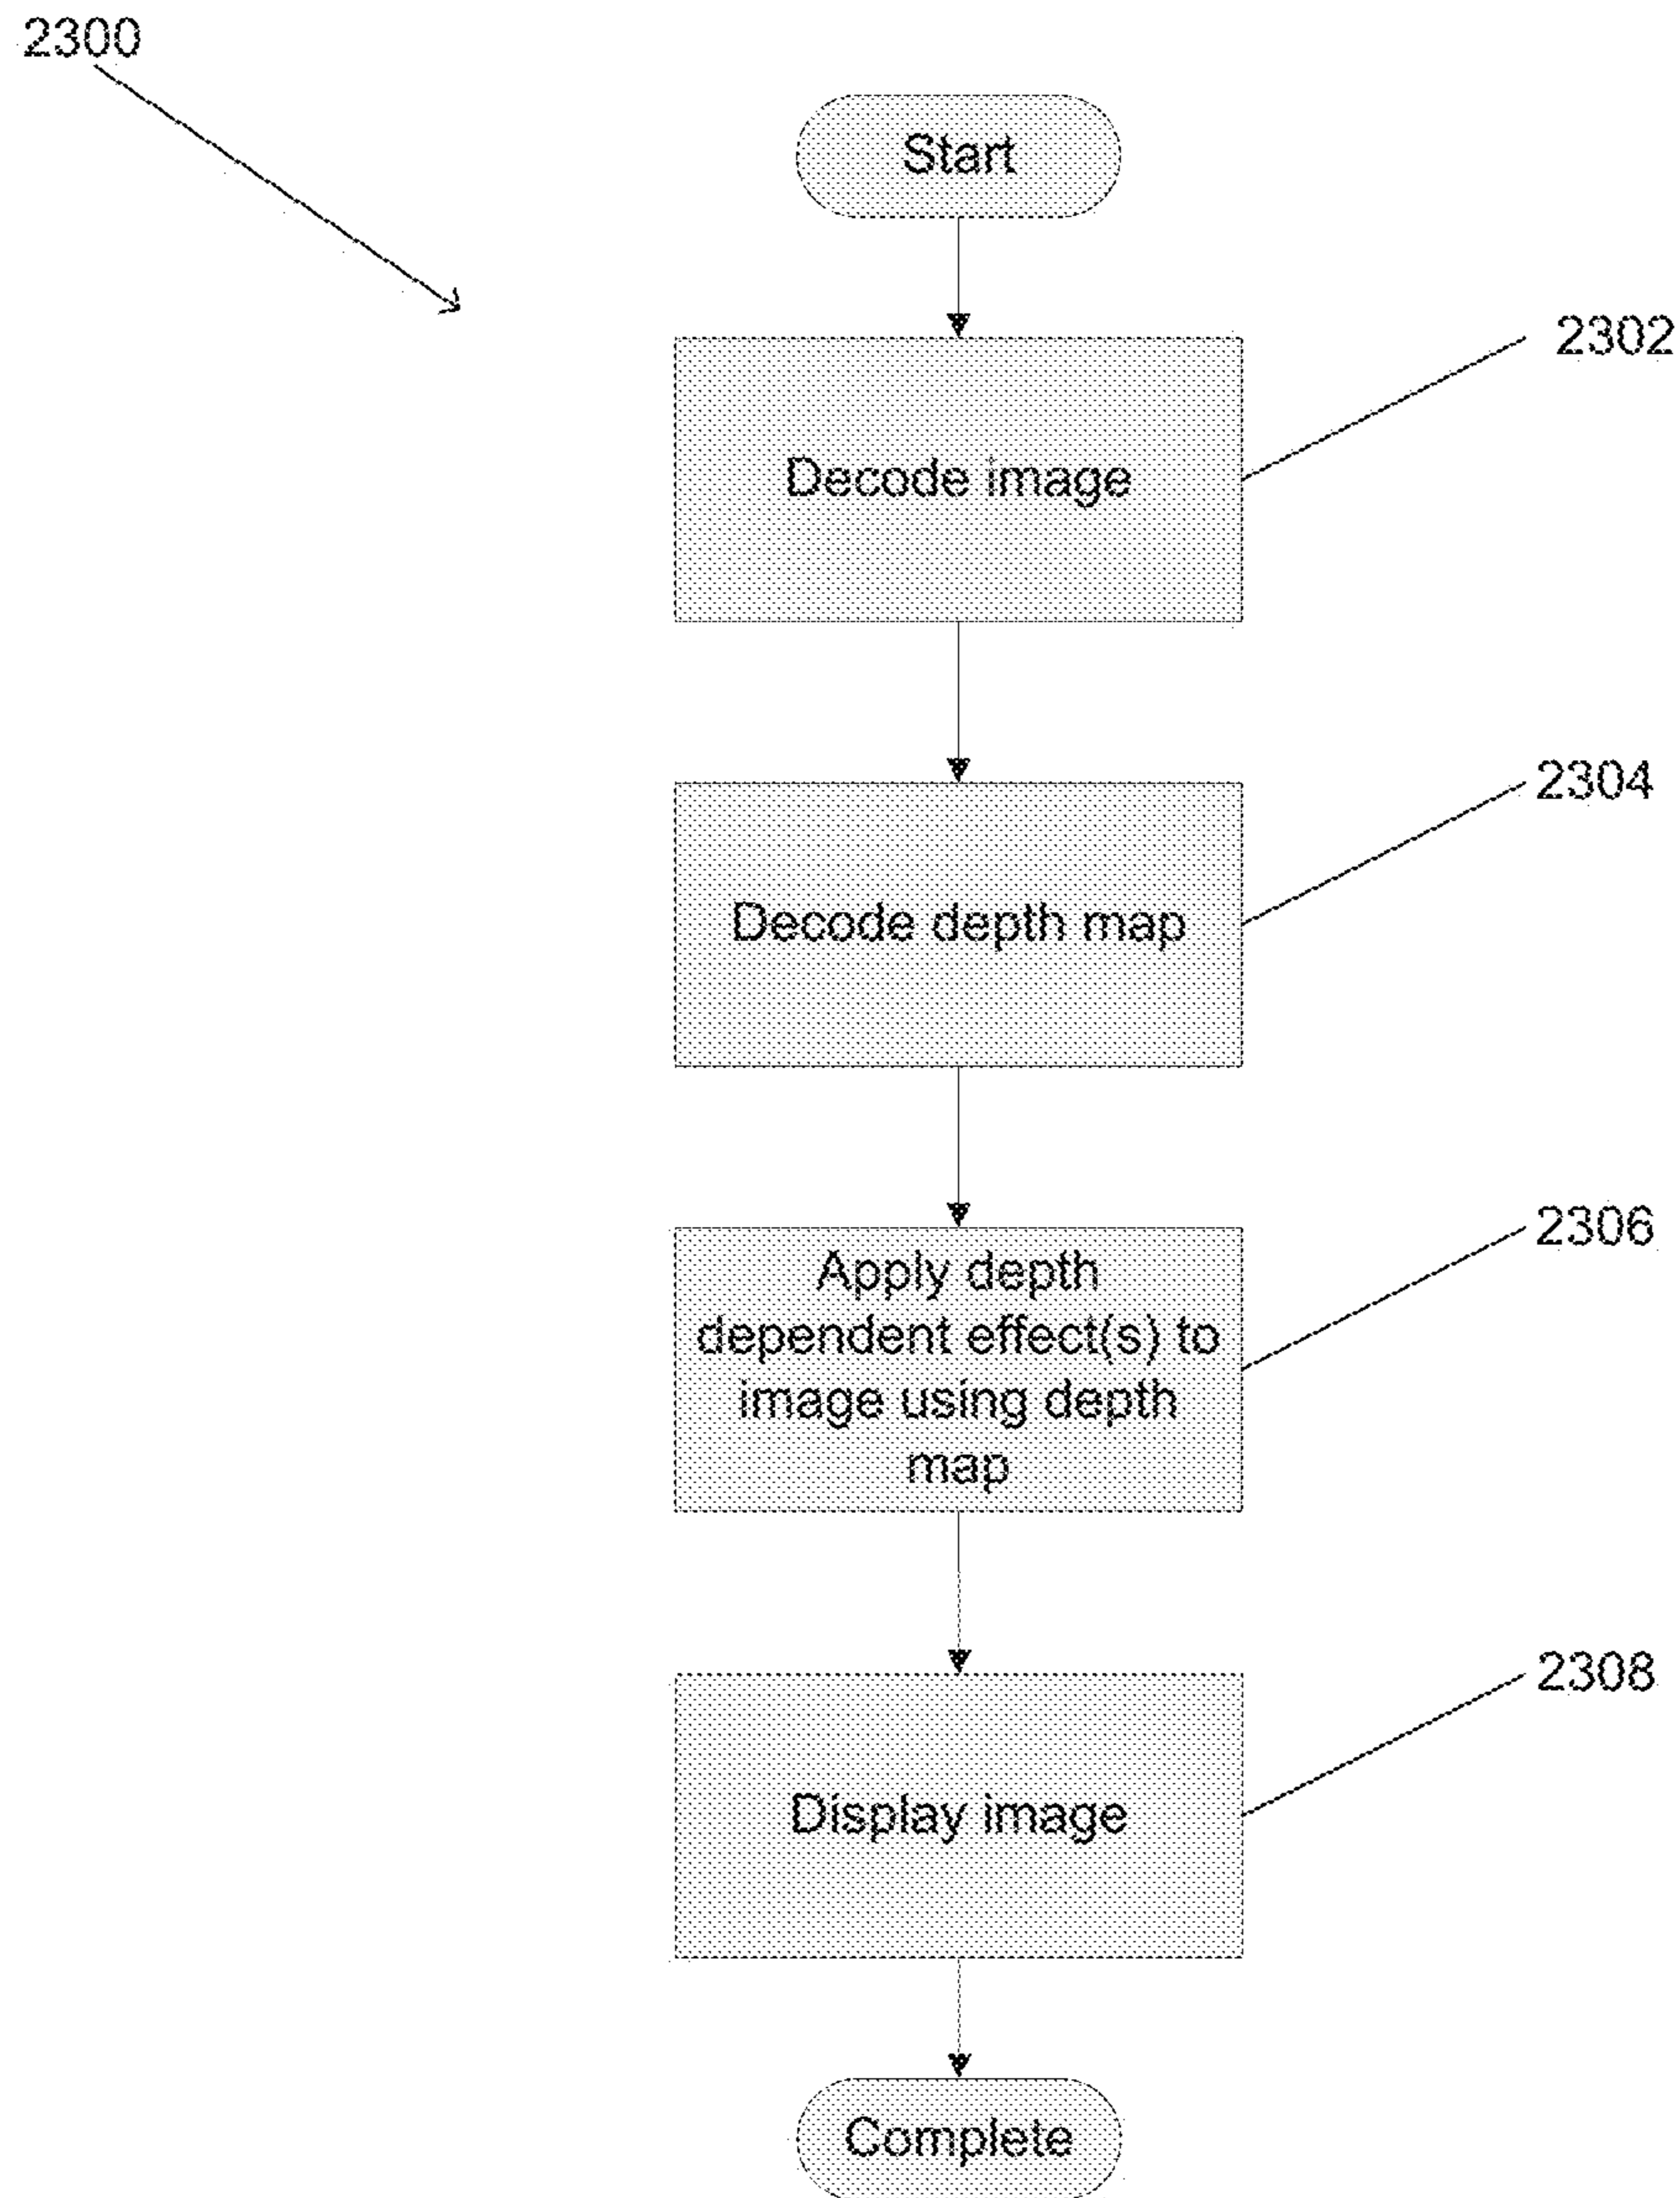 2300
Start
2302
Decode image
2304
Decode depth map
2306
Apply depth
dependent effect(s) to
image using depth
map
2308
Display image
Complete